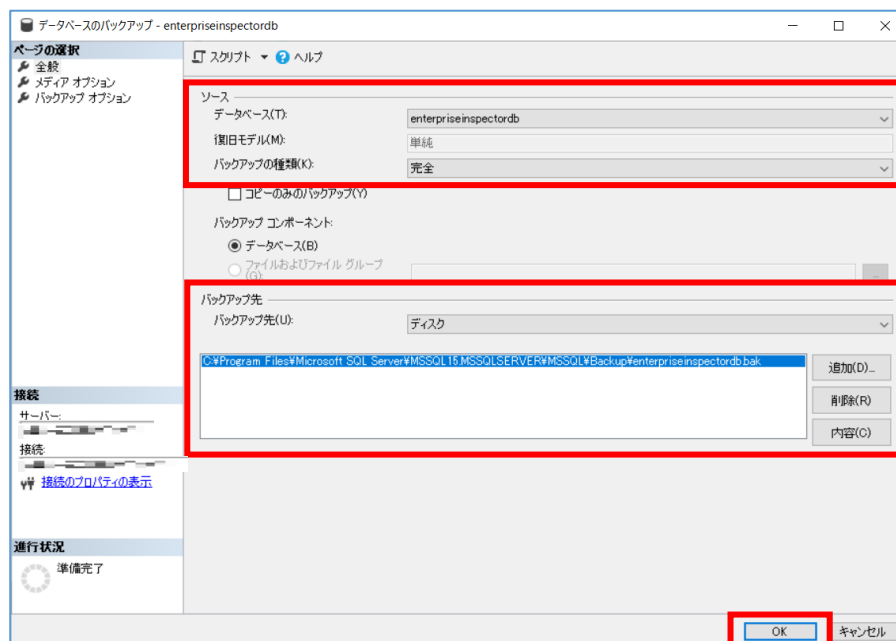 データベースのバックアップ - enterpriseinspectordb
ページの選択
全般
メディア オプション
バックアップ オプション
スクリプト ヘルプ
ソース
データベース(T): enterpriseinspectordb
復旧モデル(M): 単純
バックアップの種類(K): 完全
コピーのみのバックアップ(Y)
バックアップ コンポーネント:
データベース(B)
ファイルおよびファイル グループ
(G): ...
バックアップ先
バックアップ先(U): ディスク
C:¥Program Files¥Microsoft SQL Server¥MSSQL15.MSSQLSERVER¥MSSQL¥Backup¥enterpriseinspectordb.bak
追加(D)...
削除(R)
内容(C)
接続
サーバー:
接続:
接続のプロパティの表示
進行状況
準備完了
OK キャンセル